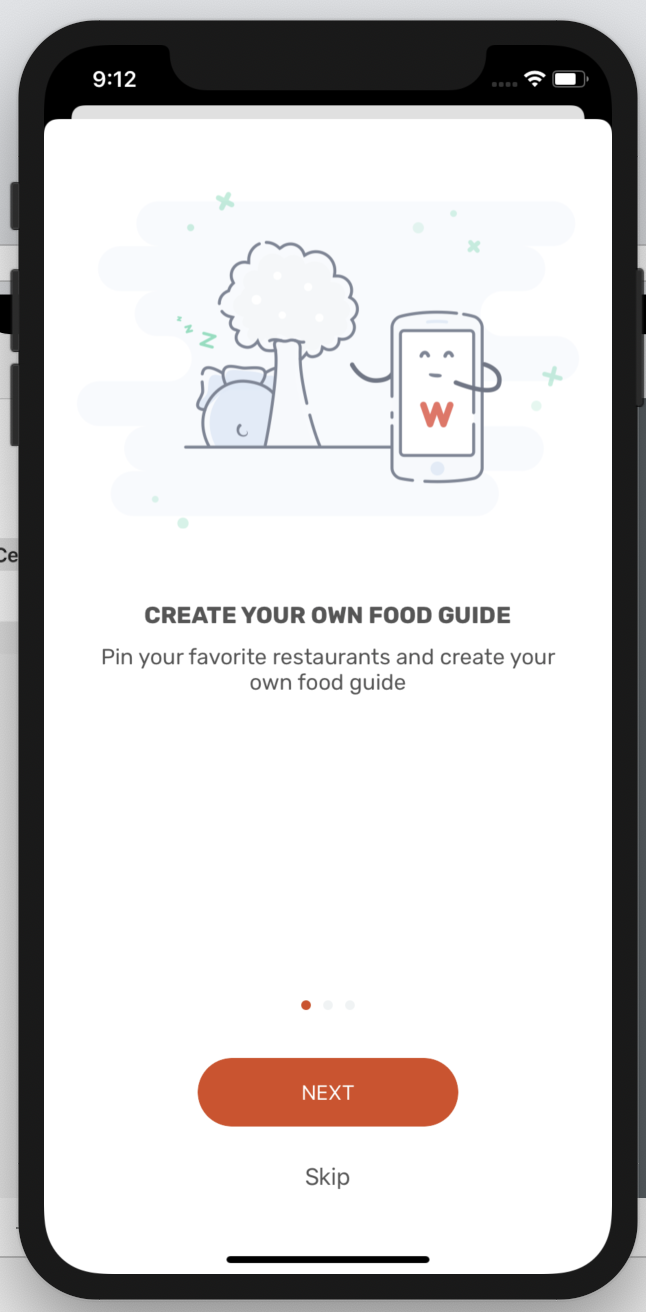 9:12
z
z
Z
W
CREATE YOUR OWN FOOD GUIDE
Pin your favorite restaurants and create your
own food guide
Ce
NEXT
Skip